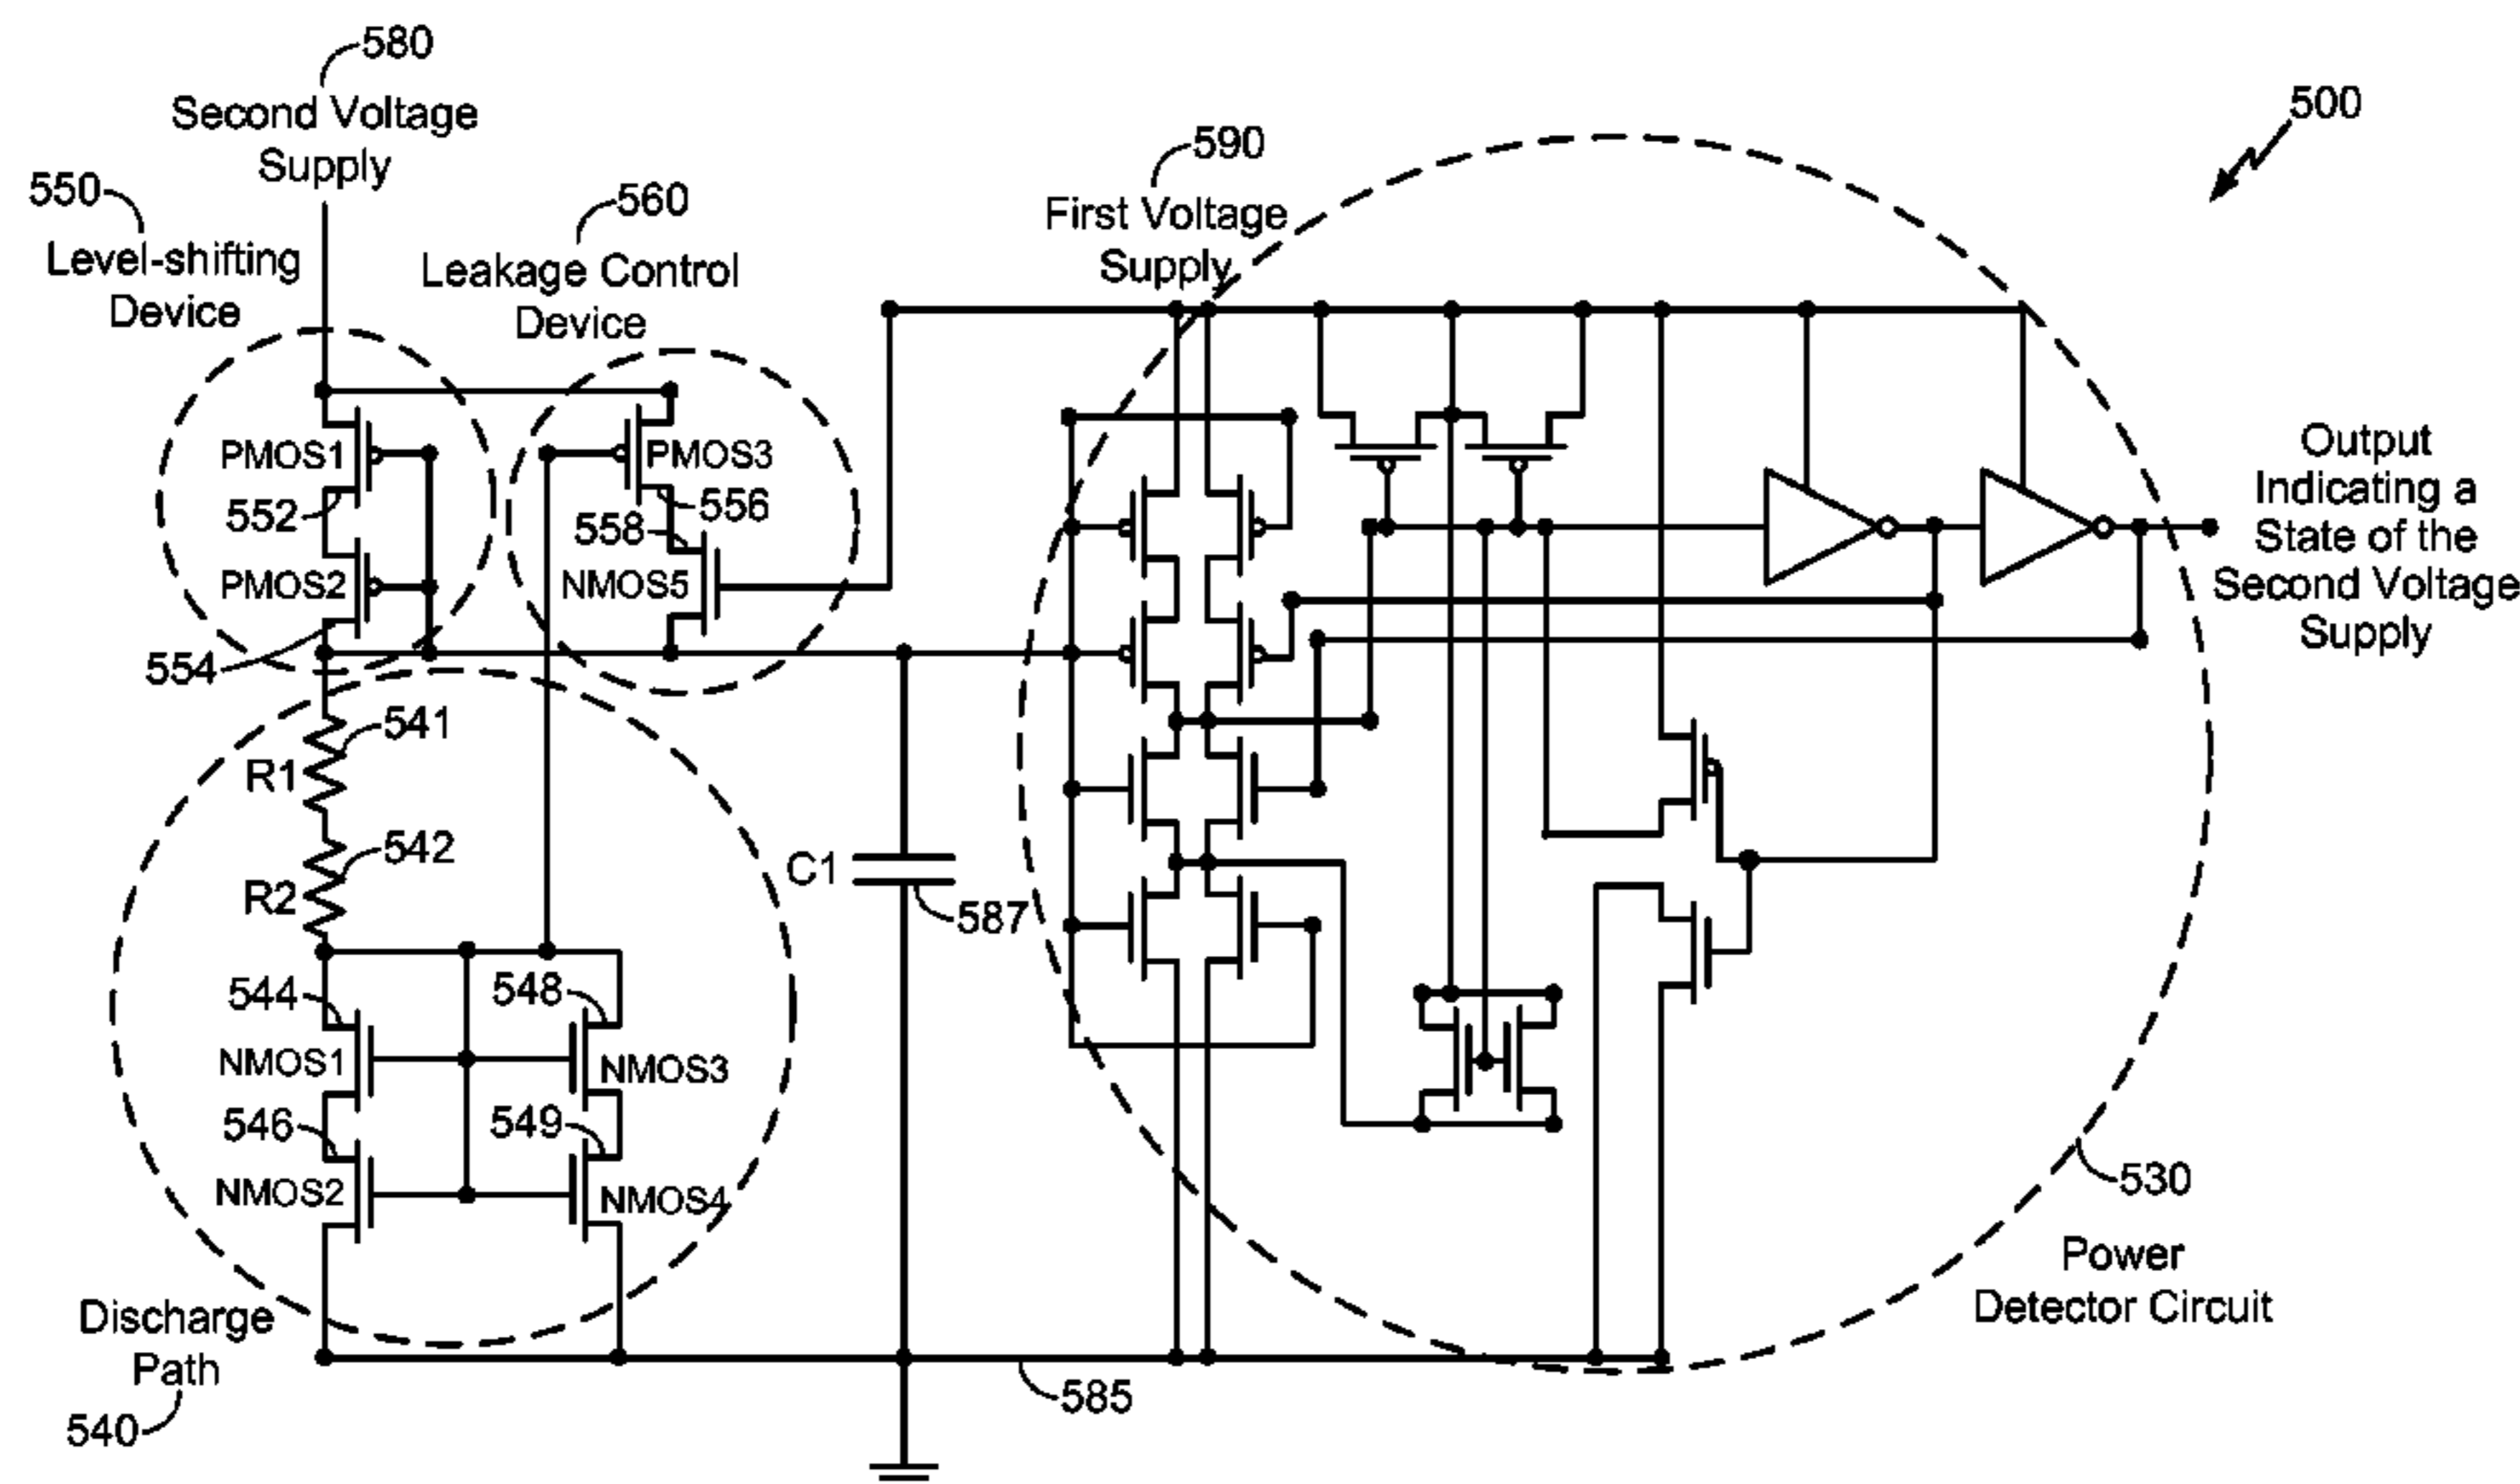 580
Second Voltage
Supply
550
Level-shifting
Device
560
Leakage Control
Device
590
First Voltage
Supply
500
PMOS1
552
PMOS2
554
PMOS3
556
558
NMOS5
Output
Indicating a
State of the
Second Voltage
Supply
541
R1
542
R2
C1
587
544
NMOS1
546
NMOS2
548
NMOS3
549
NMOS4
530
Power
Detector Circuit
Discharge
Path
540
585